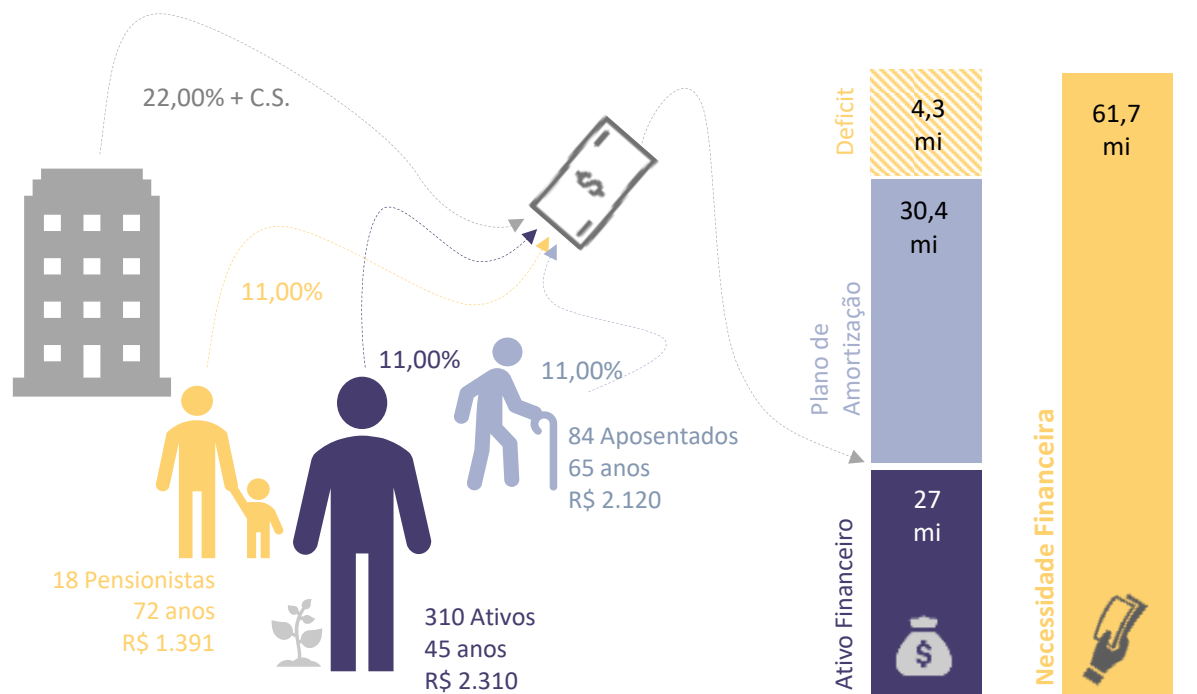 22,00% + C.S.
$
11,00%
11,00%
11,00%
18 Pensionistas
72 anos
R$ 1.391
310 Ativos
45 anos
R$ 2.310
84 Aposentados
65 anos
R$ 2.120
Deficit
4,3
mi
Plano de
Amortização
30,4
mi
Ativo Financeiro
27
mi
$
Necessidade Financeira
61,7
mi